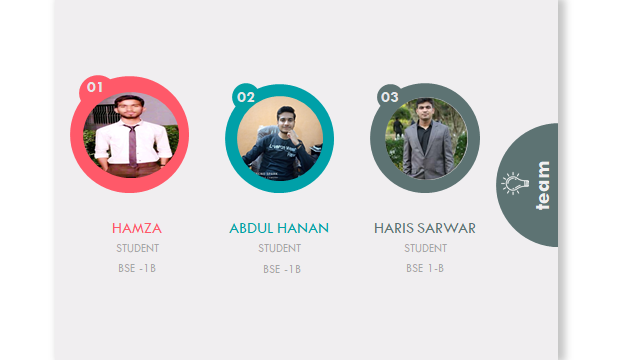 01
02
03
HAMZA
STUDENT
BSE -1B
ABDUL HANAN
STUDENT
BSE -1B
HARIS SARWAR
STUDENT
BSE 1-B
team